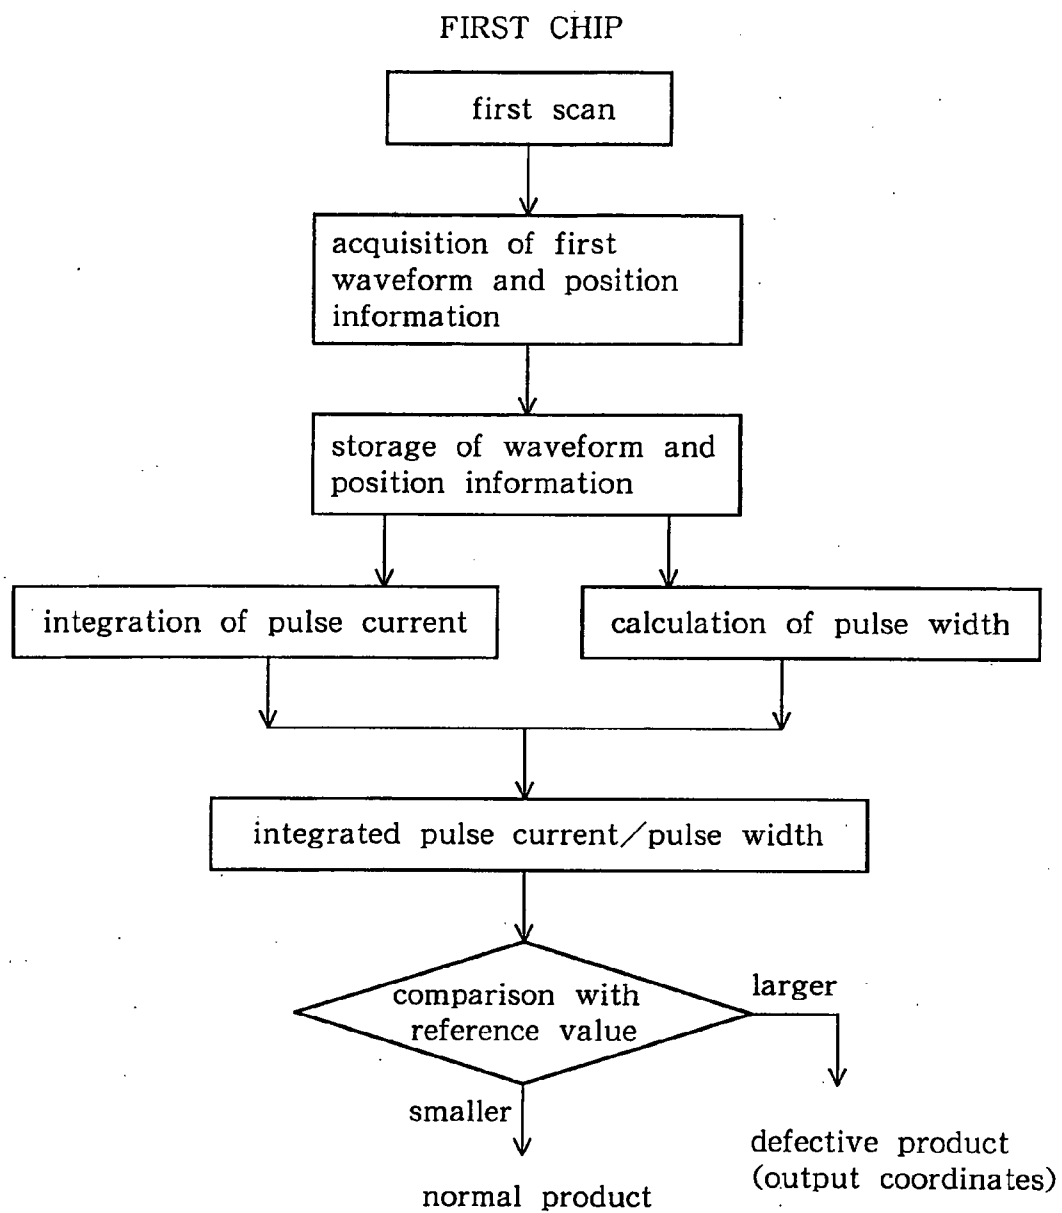 FIRST CHIP
first scan
acquisition of first
waveform and position
information
storage of waveform and
position information
integration of pulse current
calculation of pulse width
integrated pulse current/pulse width
comparison with
reference value
larger
smaller
defective product
(output coordinates)
normal product